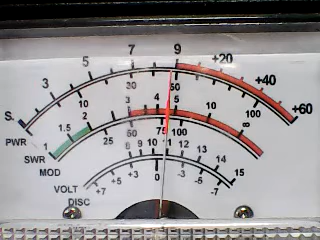 S. 3 5 7 9 +20 +40 +60
PWR 10 30 50 100
SWR 1 1.5 2 3 4 5 10 ∞
MOD 25 50 75 100
VOLT 8 9 10 11 12 13 14 15
DISC +7 +5 +3 0 -3 -5 -7